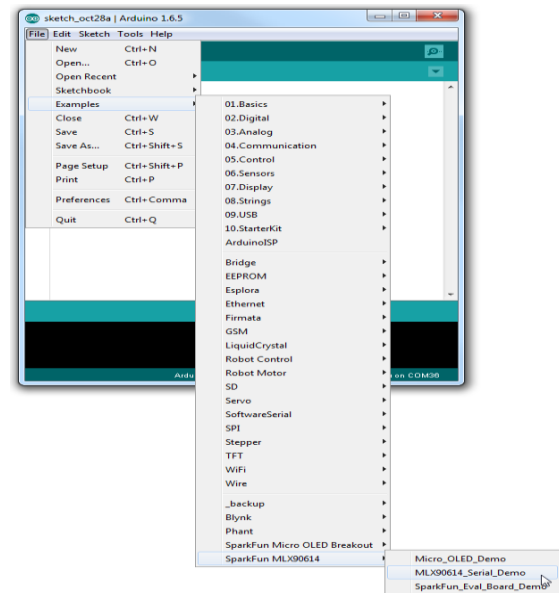 sketch_oct28a | Arduino 1.6.5
File Edit Sketch Tools Help
New Ctrl+N
Open... Ctrl+O
Open Recent
Sketchbook
Examples
Close Ctrl+W
Save Ctrl+S
Save As... Ctrl+Shift+S
Page Setup Ctrl+Shift+P
Print Ctrl+P
Preferences Ctrl+Comma
Quit Ctrl+Q
01.Basics
02.Digital
03.Analog
04.Communication
05.Control
06.Sensors
07.Display
08.Strings
09.USB
10.StarterKit
ArduinoISP
Bridge
EEPROM
Esplora
Ethernet
Firmata
GSM
LiquidCrystal
Robot Control
Robot Motor
SD
Servo
SoftwareSerial
SPI
Stepper
TFT
WiFi
Wire
_backup
Blynk
Phant
SparkFun Micro OLED Breakout
SparkFun MLX90614
Micro_OLED_Demo
MLX90614_Serial_Demo
SparkFun_Eval_Board_Demo
Ardu
on COM36